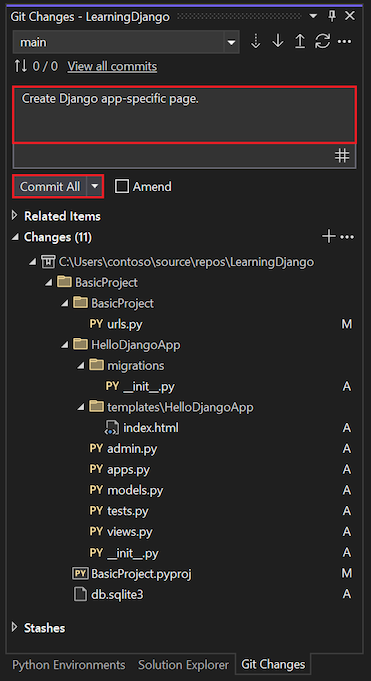 Git Changes - LearningDjango
main
0 / 0 View all commits
Create Django app-specific page.
Commit All Amend
Related Items
Changes (11)
C:\Users\contoso\source\repos\LearningDjango
BasicProject
BasicProject
PY urls.py M
HelloDjangoApp
migrations
PY __init__.py A
templates\HelloDjangoApp
index.html A
PY admin.py A
PY apps.py A
PY models.py A
PY tests.py A
PY views.py A
PY __init__.py A
PY BasicProject.pyproj M
db.sqlite3 A
Stashes
Python Environments Solution Explorer Git Changes